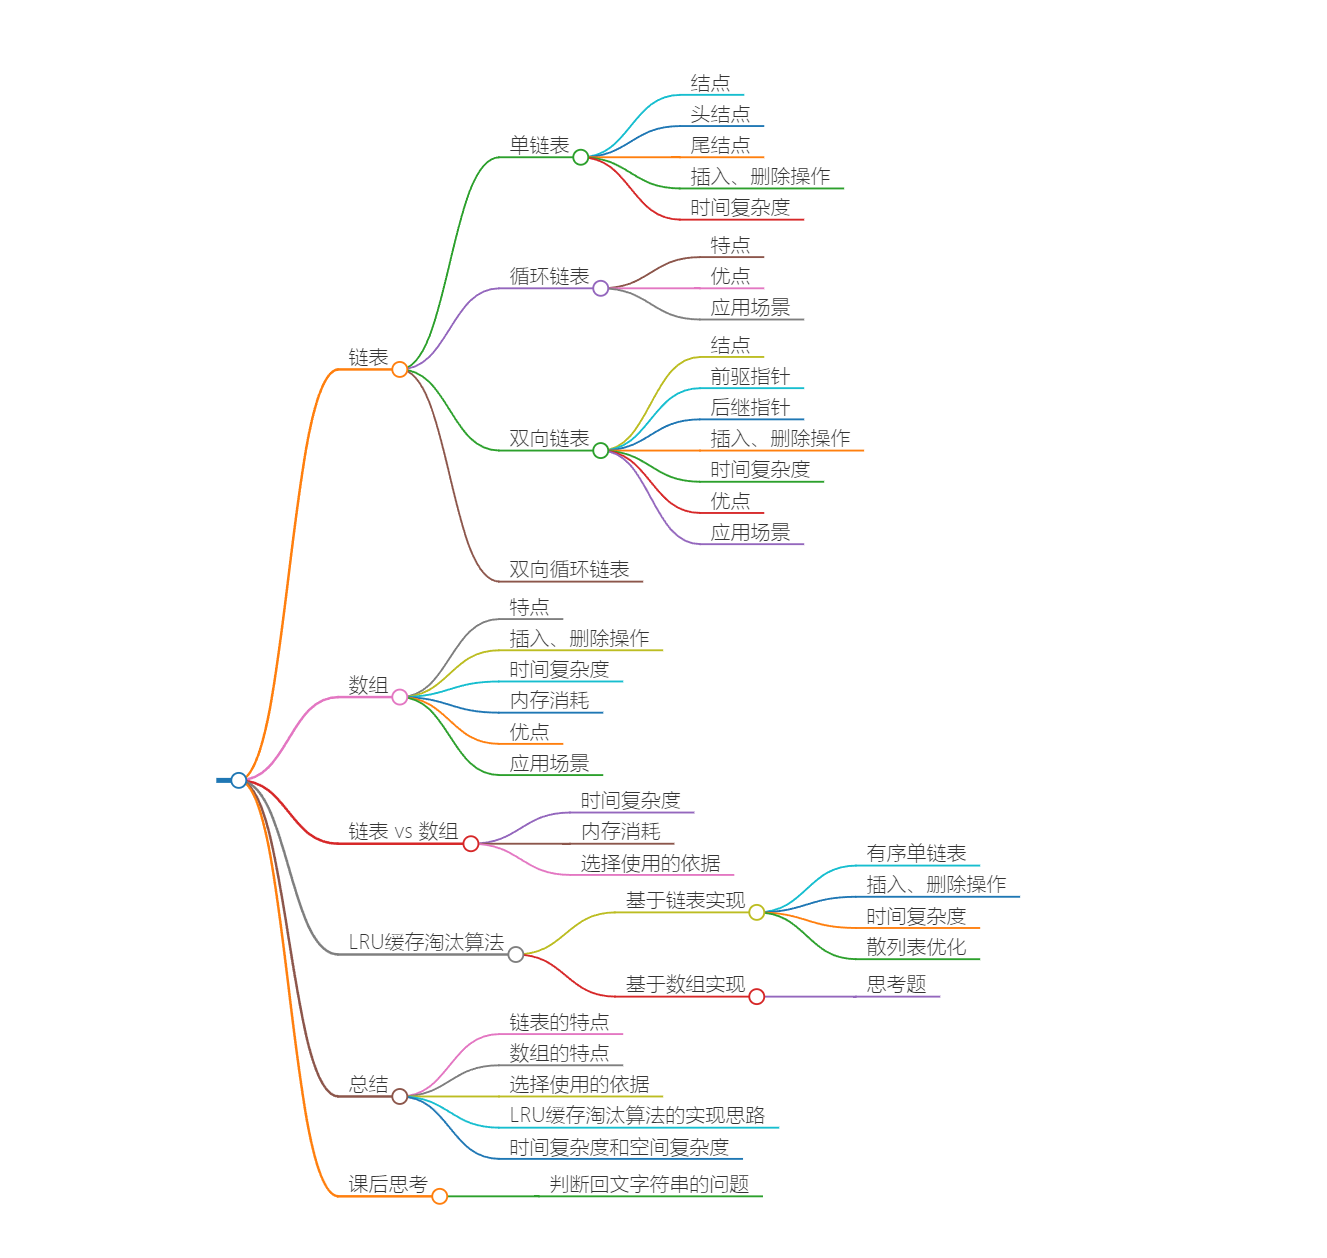 链表
单链表
结点
头结点
尾结点
插入、删除操作
时间复杂度
循环链表
特点
优点
应用场景
双向链表
结点
前驱指针
后继指针
插入、删除操作
时间复杂度
优点
应用场景
双向循环链表
数组
特点
插入、删除操作
时间复杂度
内存消耗
优点
应用场景
链表 vs 数组
时间复杂度
内存消耗
选择使用的依据
LRU缓存淘汰算法
基于链表实现
有序单链表
插入、删除操作
时间复杂度
散列表优化
基于数组实现
思考题
总结
链表的特点
数组的特点
选择使用的依据
LRU缓存淘汰算法的实现思路
时间复杂度和空间复杂度
课后思考
判断回文字符串的问题